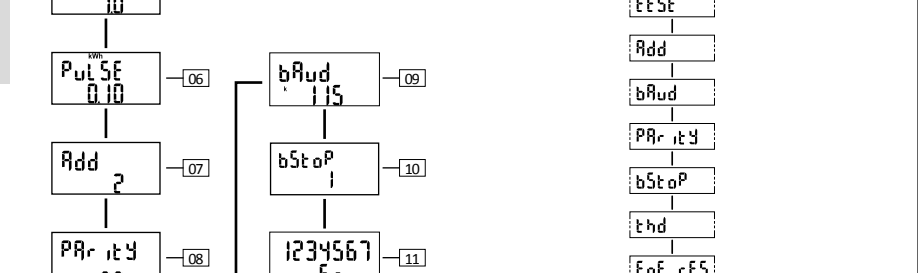 1.0
kWh
PulSE
0.10
06
Add
2
07
PAr itY
08
bAud
k
115
09
bStoP
1
10
1234567
11
tESt
Add
bAud
PAr itY
bStoP
thd